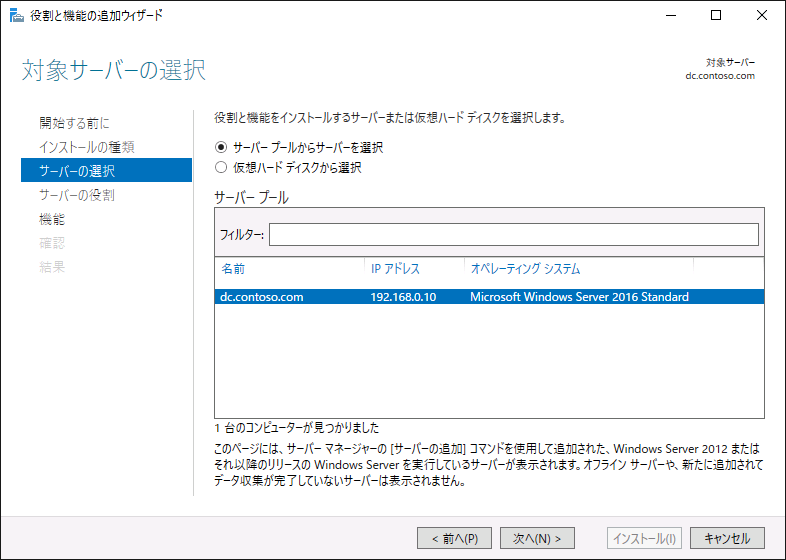 役割と機能の追加ウィザード
対象サーバーの選択
対象サーバー
dc.contoso.com
開始する前に
インストールの種類
サーバーの選択
サーバーの役割
機能
確認
結果
役割と機能をインストールするサーバーまたは仮想ハード ディスクを選択します。
サーバー プールからサーバーを選択
仮想ハード ディスクから選択
サーバー プール
フィルター:
名前 IP アドレス オペレーティング システム
dc.contoso.com 192.168.0.10 Microsoft Windows Server 2016 Standard
1 台のコンピューターが見つかりました
このページには、サーバー マネージャーの [サーバーの追加] コマンドを使用して追加された、Windows Server 2012 または
それ以降のリリースの Windows Server を実行しているサーバーが表示されます。オフライン サーバーや、新たに追加されて
データ収集が完了していないサーバーは表示されません。
< 前へ(P) 次へ(N) > インストール(I) キャンセル